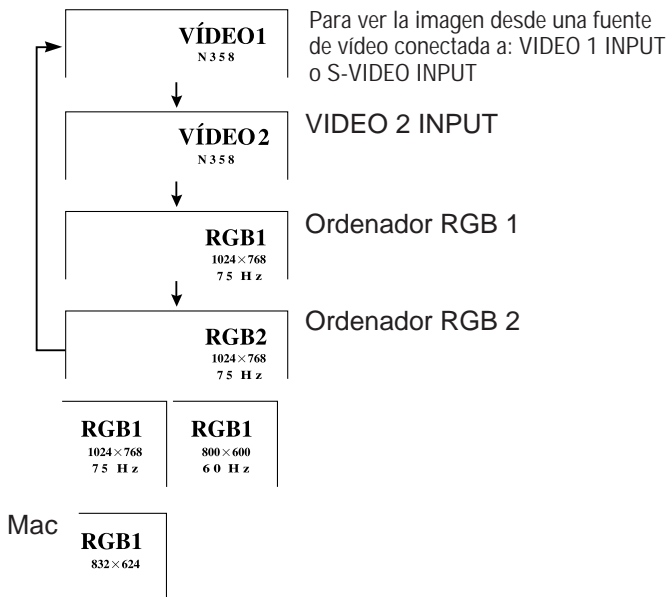 VÍDEO1
N358
Para ver la imagen desde una fuente
de vídeo conectada a: VIDEO 1 INPUT
o S-VIDEO INPUT
VÍDEO2
N358
VIDEO 2 INPUT
RGB1
1024×768
75 Hz
Ordenador RGB 1
RGB2
1024×768
75 Hz
Ordenador RGB 2
RGB1
1024×768
75 Hz
RGB1
800×600
60 Hz
Mac
RGB1
832×624